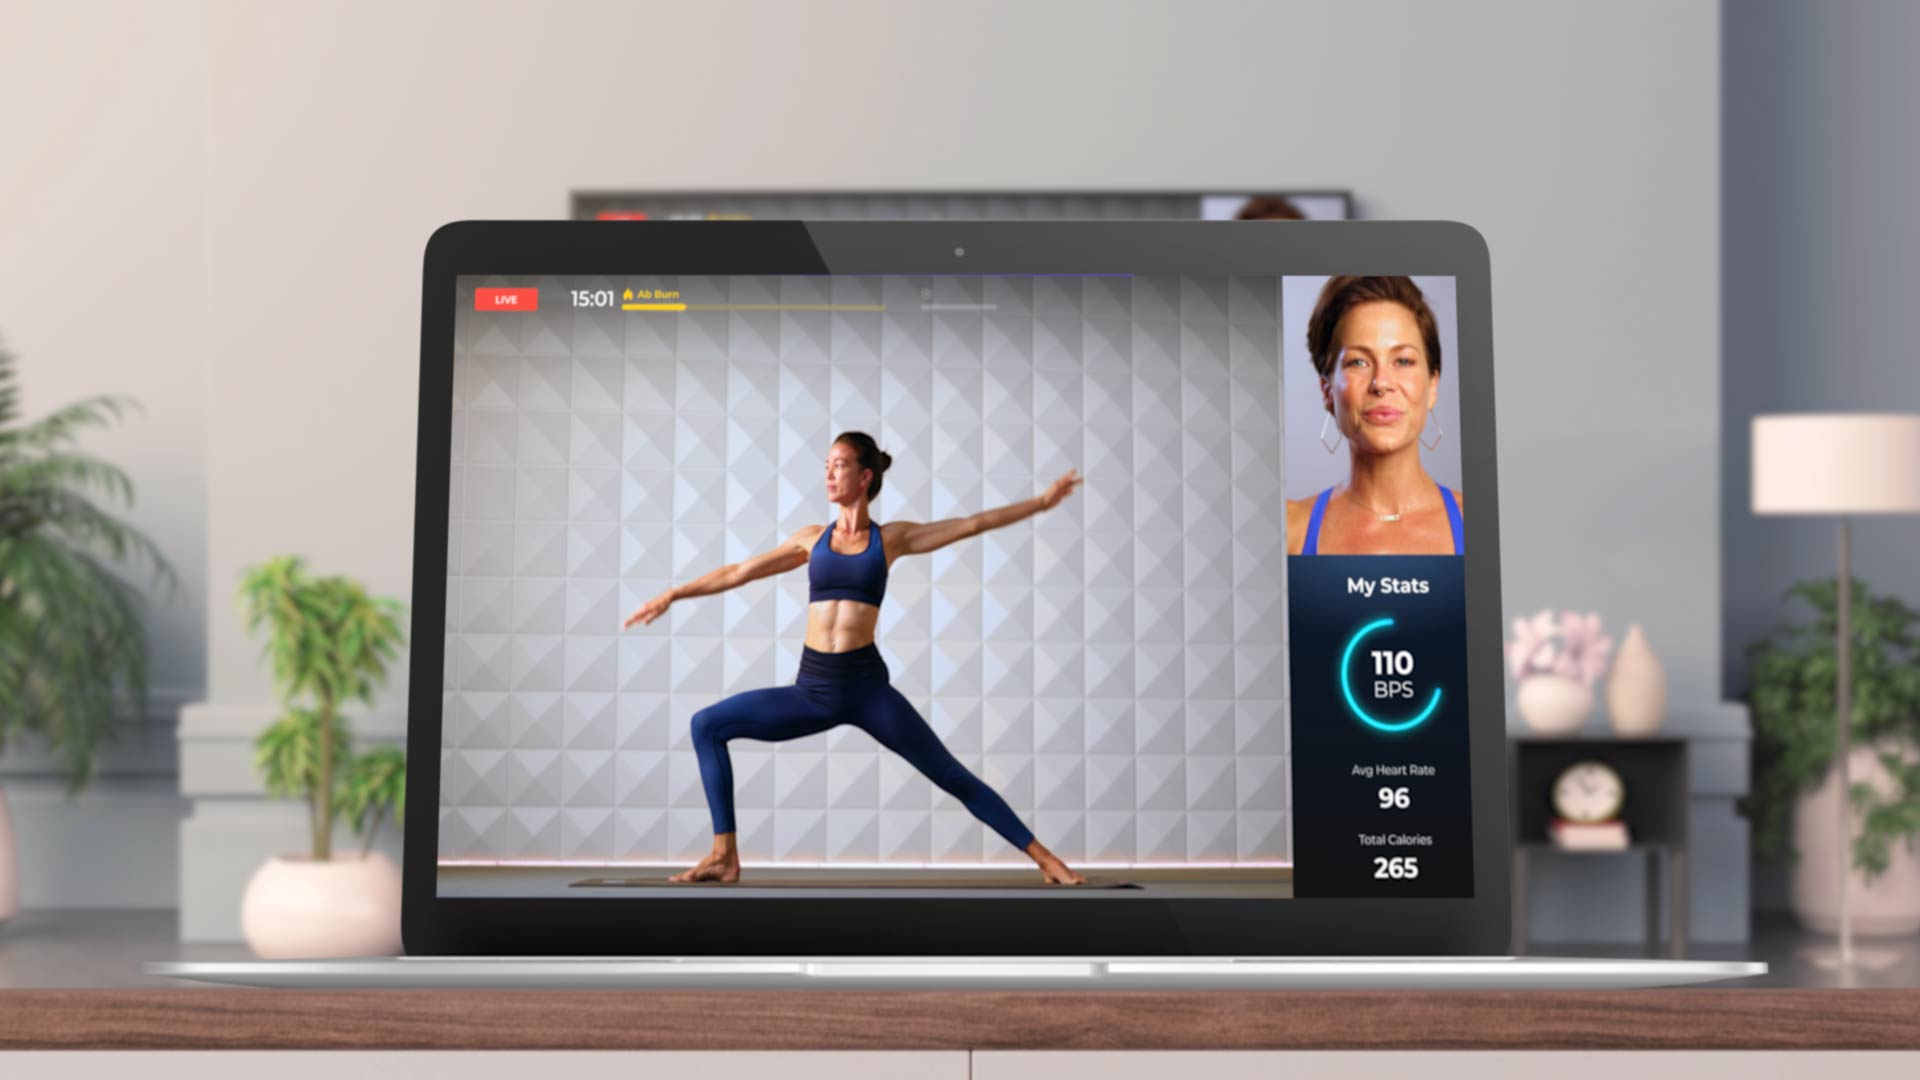 LIVE
15:01 Ab Burn
My Stats
110
BPS
Avg Heart Rate
96
Total Calories
265